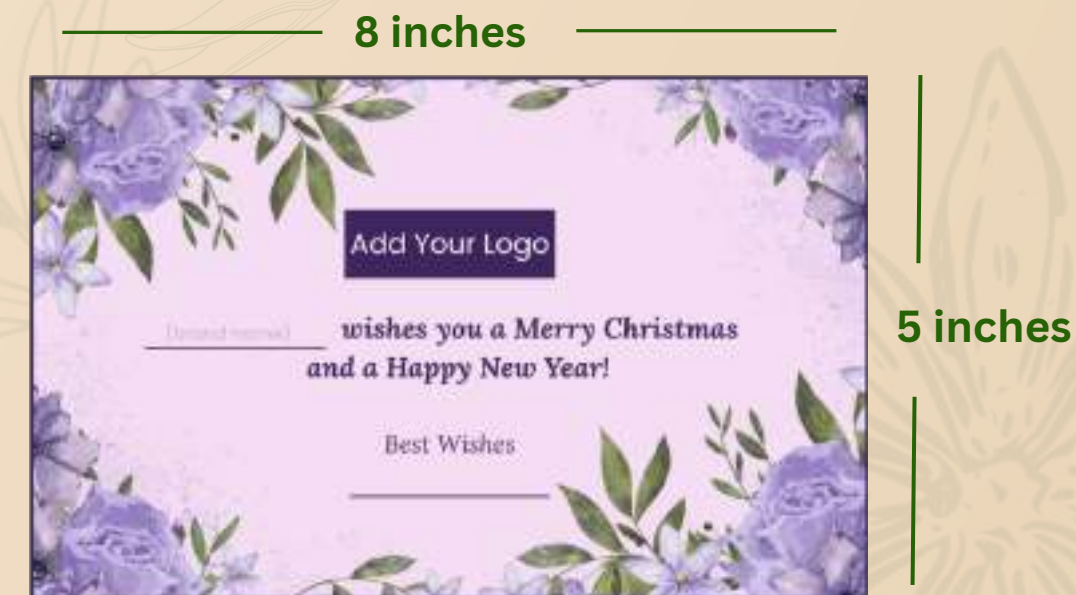 8 inches
Add Your Logo
wishes you a Merry Christmas
and a Happy New Year!
5 inches
Best Wishes